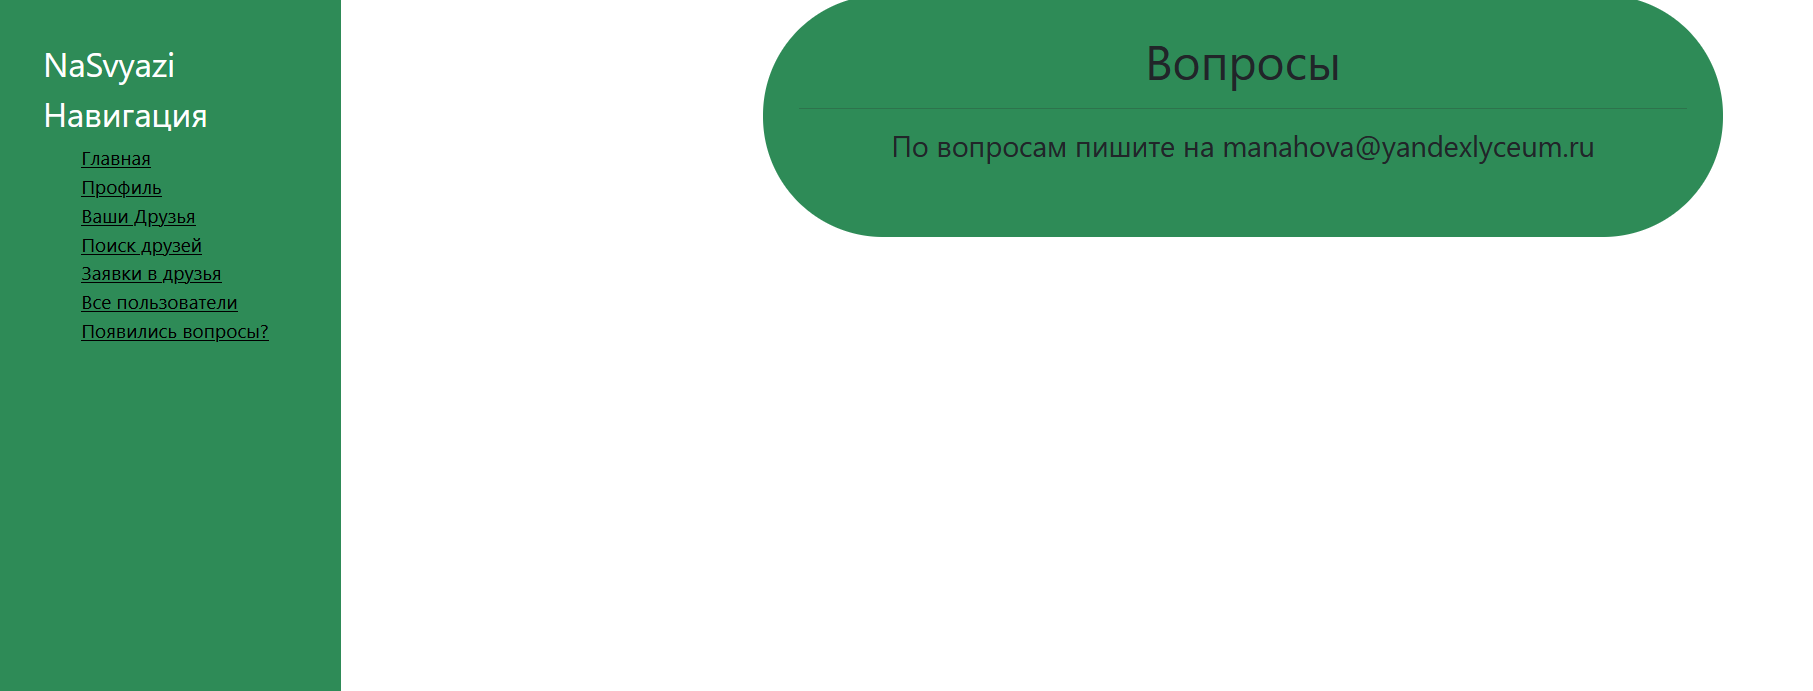 NaSvyazi
Навигация
Главная
Профиль
Ваши Друзья
Поиск друзей
Заявки в друзья
Все пользователи
Появились вопросы?
Вопросы
По вопросам пишите на manahova@yandexlyceum.ru